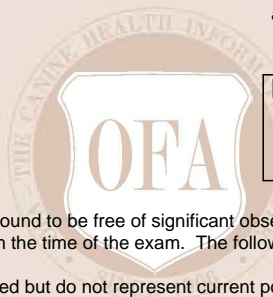 THE CANINE HEALTH INFOR
OFA
ound to be free of significant obse
the time of the exam. The follow
ed but do not represent current po